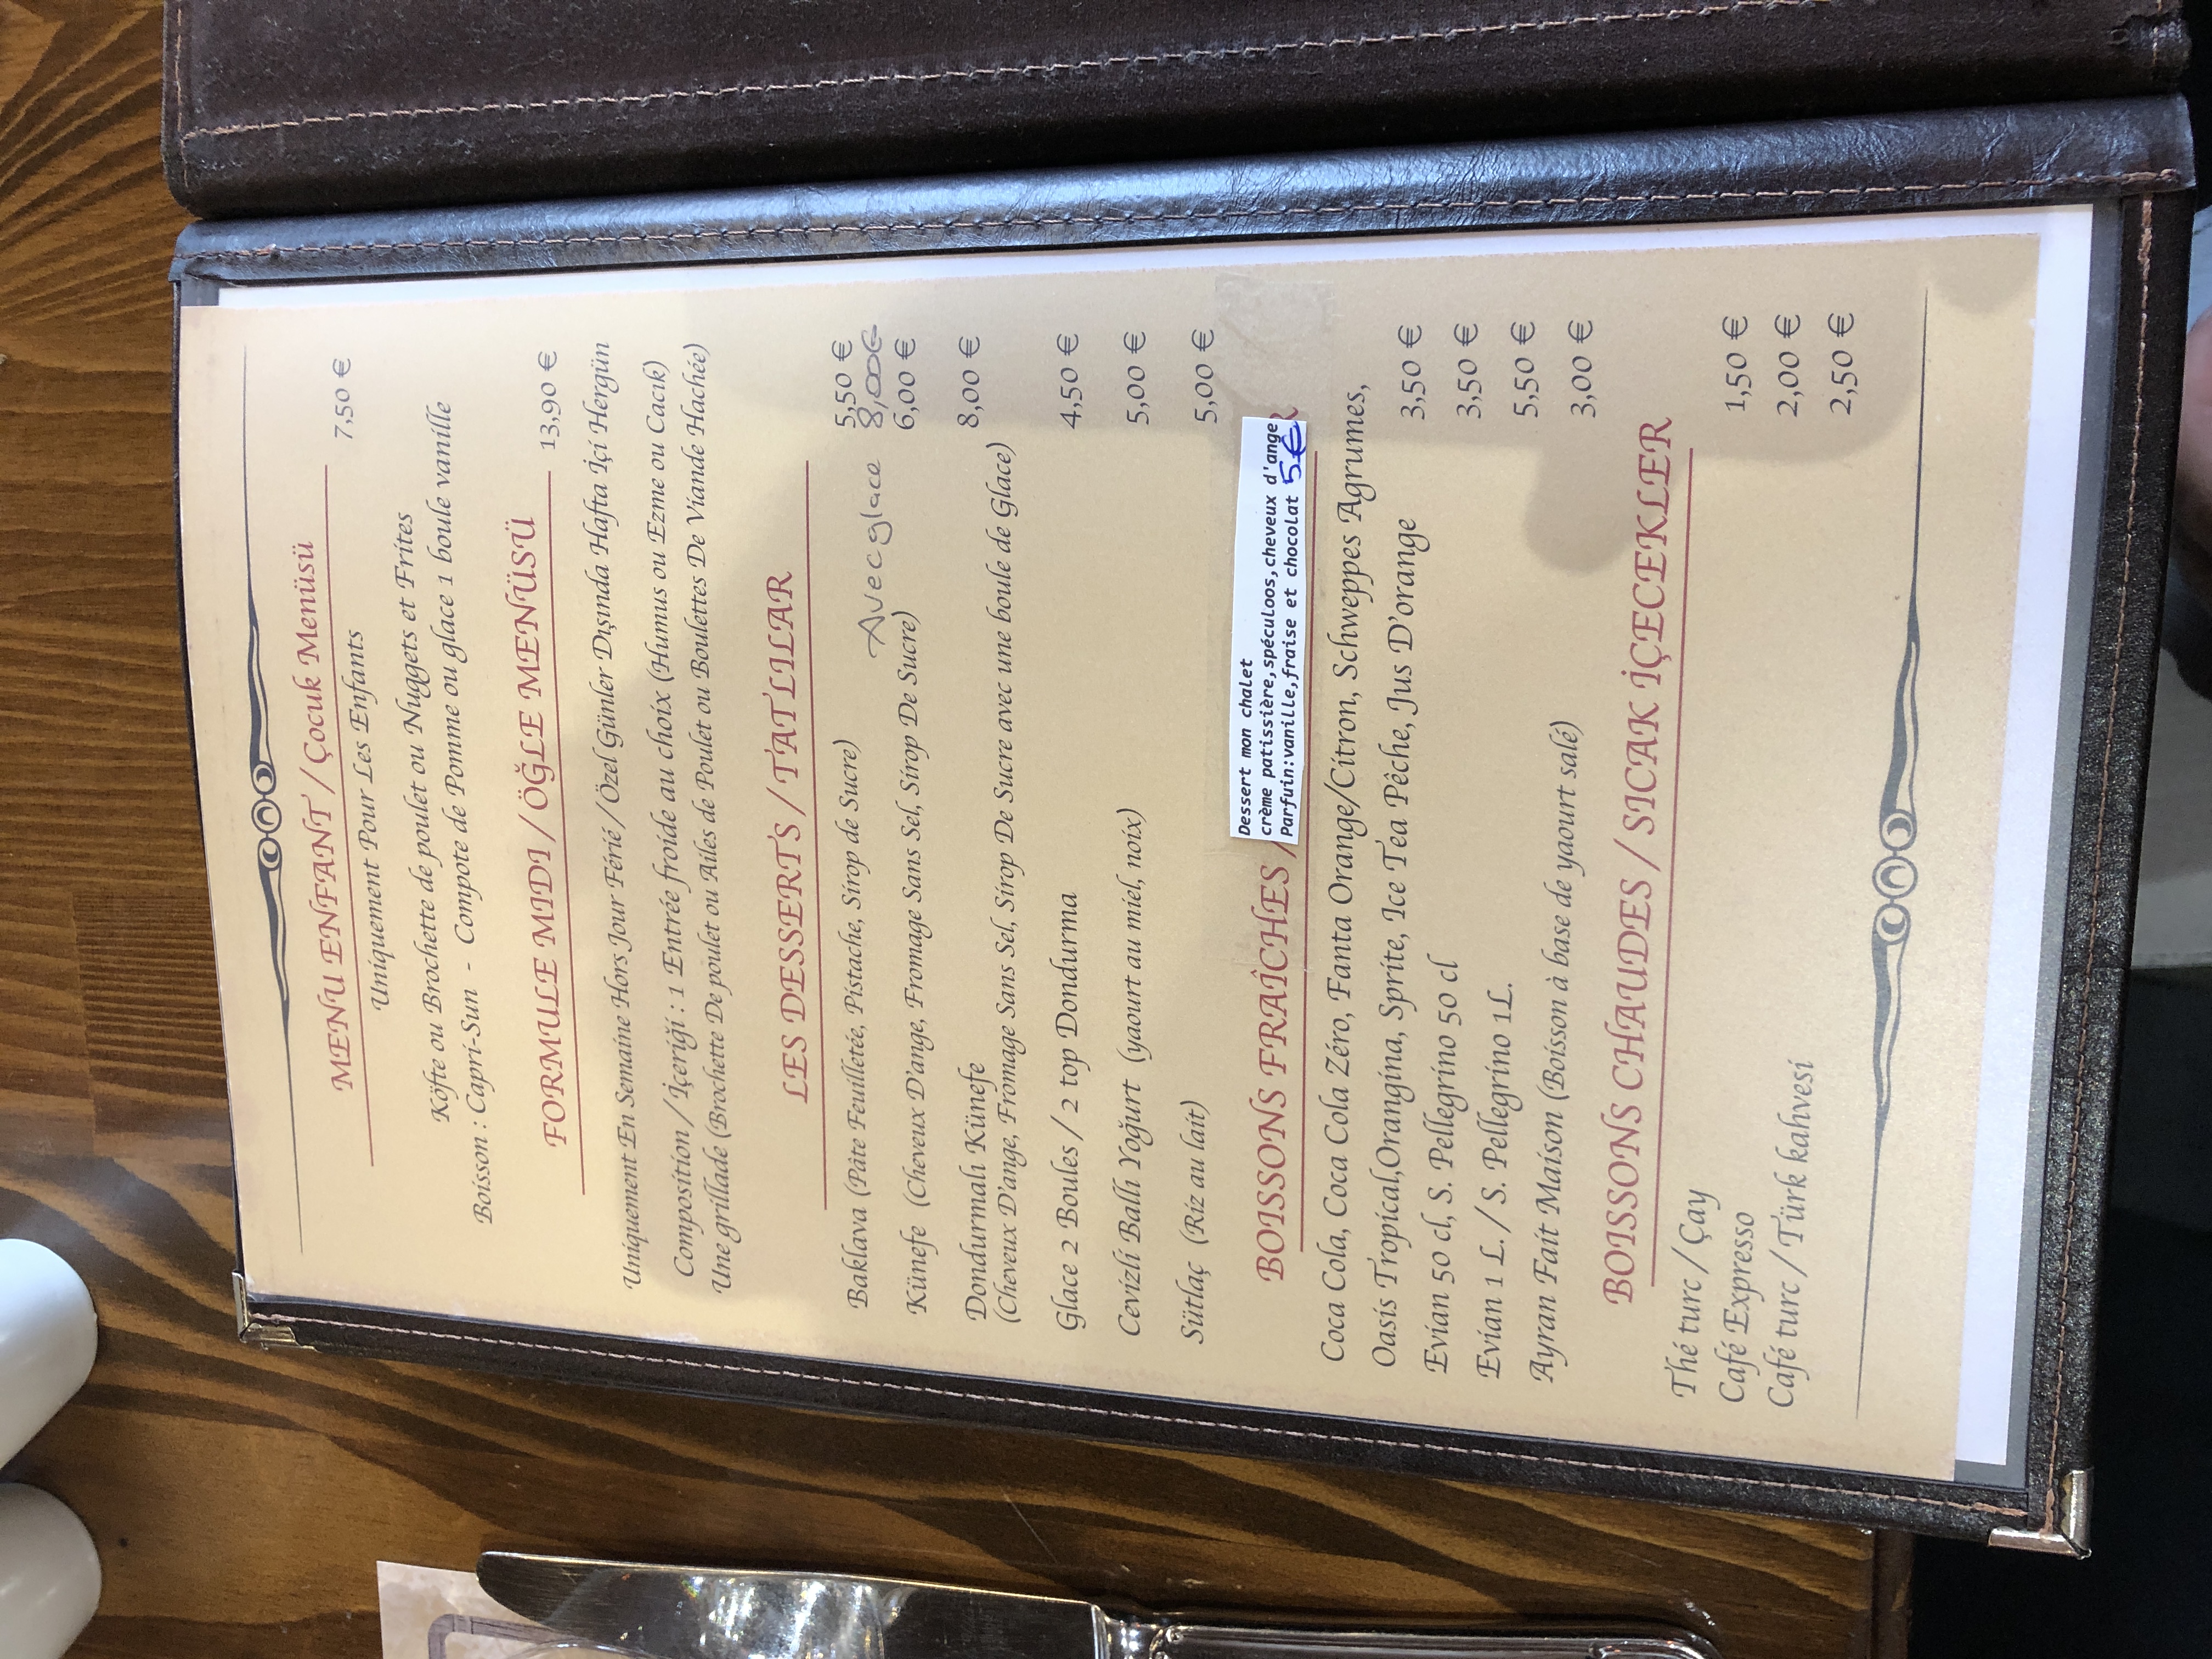 MENU ENFANT / Çocuk Menüsü
Uniquement Pour Les Enfants 7,50 €
Köfte ou Brochette de poulet ou Nuggets et Frites
Boisson : Capri-Sun - Compote de Pomme ou glace 1 boule vanille
FORMULE MIDI / ÖĞLE MENÜSÜ 13,90 €
Uniquement En Semaine Hors Jour Férié / Özel Günler Dışında Hafta İçi Hergün
Composition / İçeriği : 1 Entrée froide au choix (Humus ou Ezme ou Cacık)
Une grillade (Brochette De poulet ou Ailes de Poulet ou Boulettes De Viande Hachée)
LES DESSERTS / TATLILAR
Baklava (Pâte Feuilletée, Pistache, Sirop de Sucre) 5,50 €
Avec glace 8,00€
Künefe (Cheveux D'ange, Fromage Sans Sel, Sirop De Sucre) 6,00 €
Dondurmalı Künefe 8,00 €
(Cheveux D'ange, Fromage Sans Sel, Sirop De Sucre avec une boule de Glace)
Glace 2 Boules / 2 top Dondurma 4,50 €
Cevizli Ballı Yoğurt (yaourt au miel, noix) 5,00 €
Sütlaç (Riz au lait) 5,00 €
Dessert mon chalet
crème patissière,spéculoos,cheveux d'ange
Parfuin:vanille,fraise et chocolat 5€
BOISSONS FRAÎCHES /
Coca Cola, Coca Cola Zéro, Fanta Orange/Citron, Schweppes Agrumes,
Oasis Tropical,Orangina, Sprite, Ice Tea Pêche, Jus D'orange 3,50 €
Evian 50 cl, S. Pellegrino 50 cl 3,50 €
Evian 1 L. / S. Pellegrino 1L. 5,50 €
Ayran Fait Maison (Boisson à base de yaourt salé) 3,00 €
BOISSONS CHAUDES / SICAK İÇECEKLER
Thé turc / Çay 1,50 €
Café Expresso 2,00 €
Café turc / Türk kahvesi 2,50 €